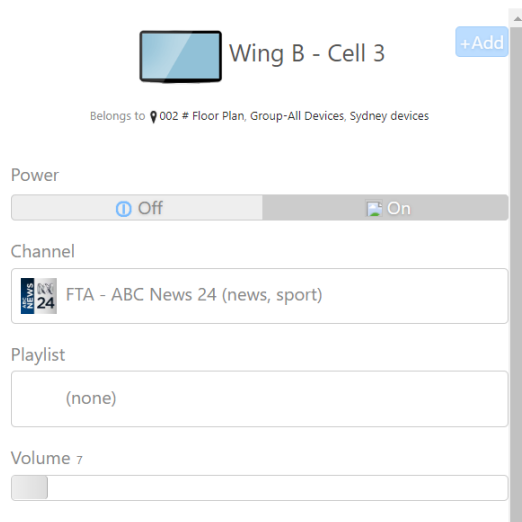 Wing B - Cell 3
+Add
Belongs to 002 # Floor Plan, Group-All Devices, Sydney devices
Power
Off
On
Channel
ABC NEWS 24
FTA - ABC News 24 (news, sport)
Playlist
(none)
Volume 7